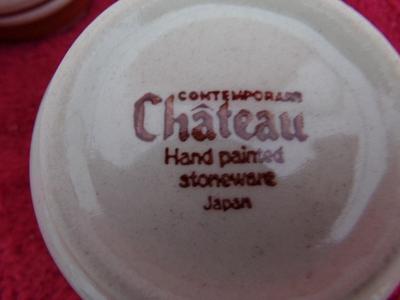 CONTEMPORARY
Château
Hand painted
stoneware
Japan